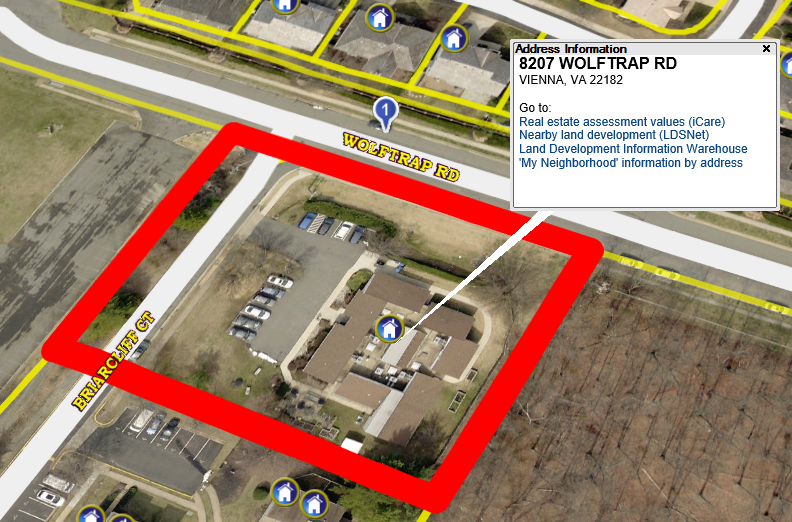 1
WOLFTRAP RD
BRIARCLIFF CT
Address Information
8207 WOLFTRAP RD
VIENNA, VA 22182
Go to:
Real estate assessment values (iCare)
Nearby land development (LDSNet)
Land Development Information Warehouse
'My Neighborhood' information by address